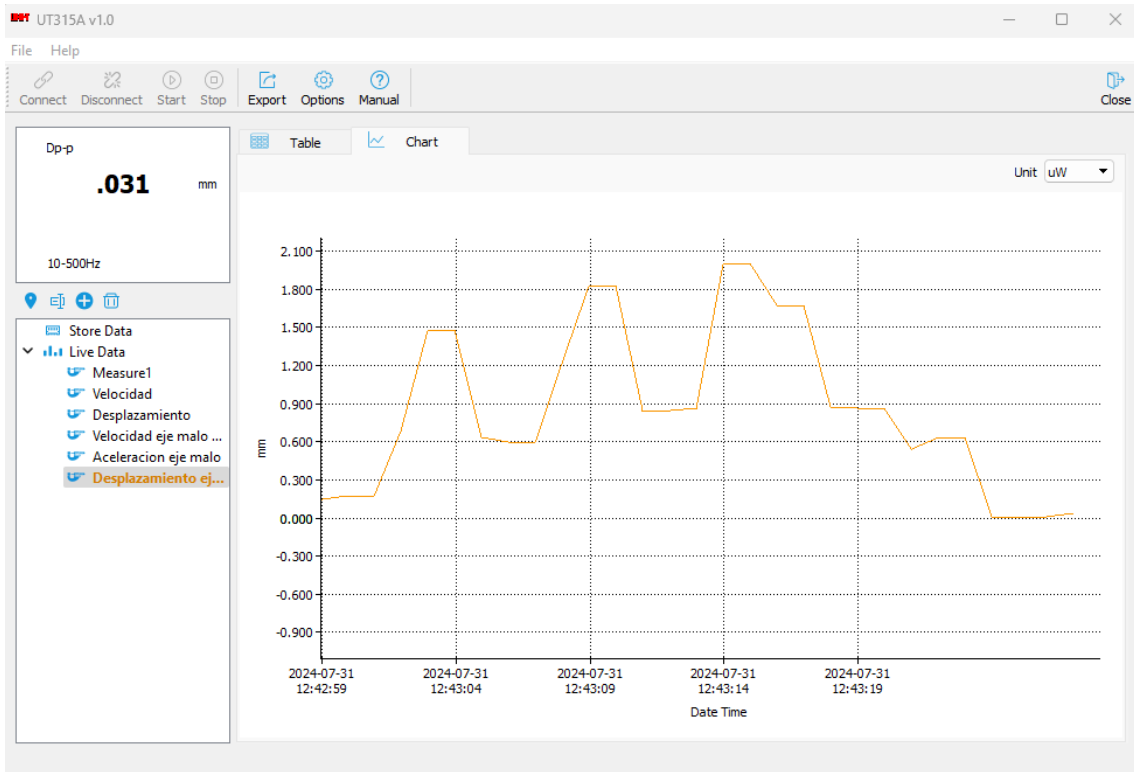 UNI-T UT315A v1.0
File Help
Connect Disconnect Start Stop Export Options Manual Close
Dp-p
.031 mm
10-500Hz
Table Chart
Unit uW
Store Data
Live Data
Measure1
Velocidad
Desplazamiento
Velocidad eje malo ...
Aceleracion eje malo
Desplazamiento ej...
2.100
1.800
1.500
1.200
0.900
0.600
0.300
0.000
-0.300
-0.600
-0.900
mm
2024-07-31 2024-07-31 2024-07-31 2024-07-31 2024-07-31
12:42:59 12:43:04 12:43:09 12:43:14 12:43:19
Date Time